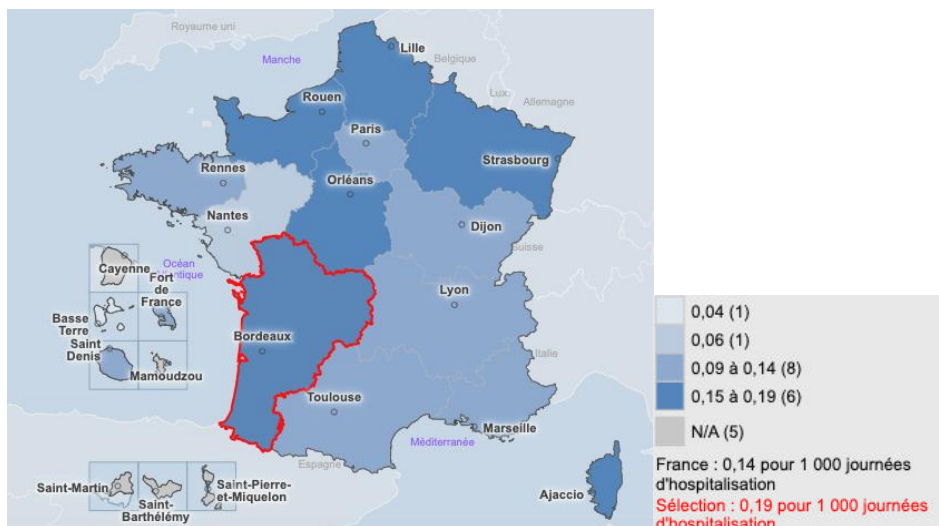 Royaume uni
Lille
Manche
Belgique
Rouen
Lux.
Allemagne
Paris
Strasbourg
Rennes
Orléans
Nantes
Dijon
Suisse
Cayenne
Océan
Atlantique
Fort
de
France
Lyon
Basse
Terre
Saint
Denis
Bordeaux
Mamoudzou
Italie
Toulouse
Marseille
Méditerranée
Espagne
Saint-Martin
Saint-
Barthélémy
Saint-Pierre-
et-Miquelon
Ajaccio
0,04 (1)
0,06 (1)
0,09 à 0,14 (8)
0,15 à 0,19 (6)
N/A (5)
France : 0,14 pour 1 000 journées
d'hospitalisation
Sélection : 0,19 pour 1 000 journées
d'hospitalisation